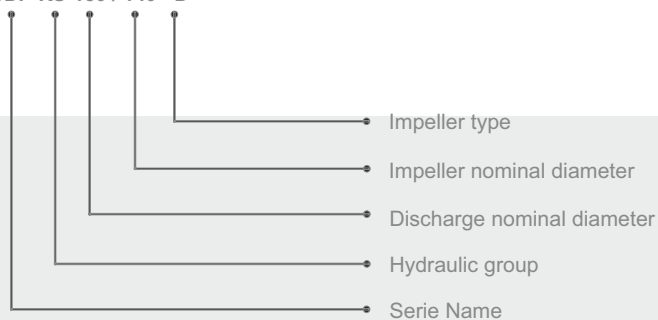 Impeller type
Impeller nominal diameter
Discharge nominal diameter
Hydraulic group
Serie Name